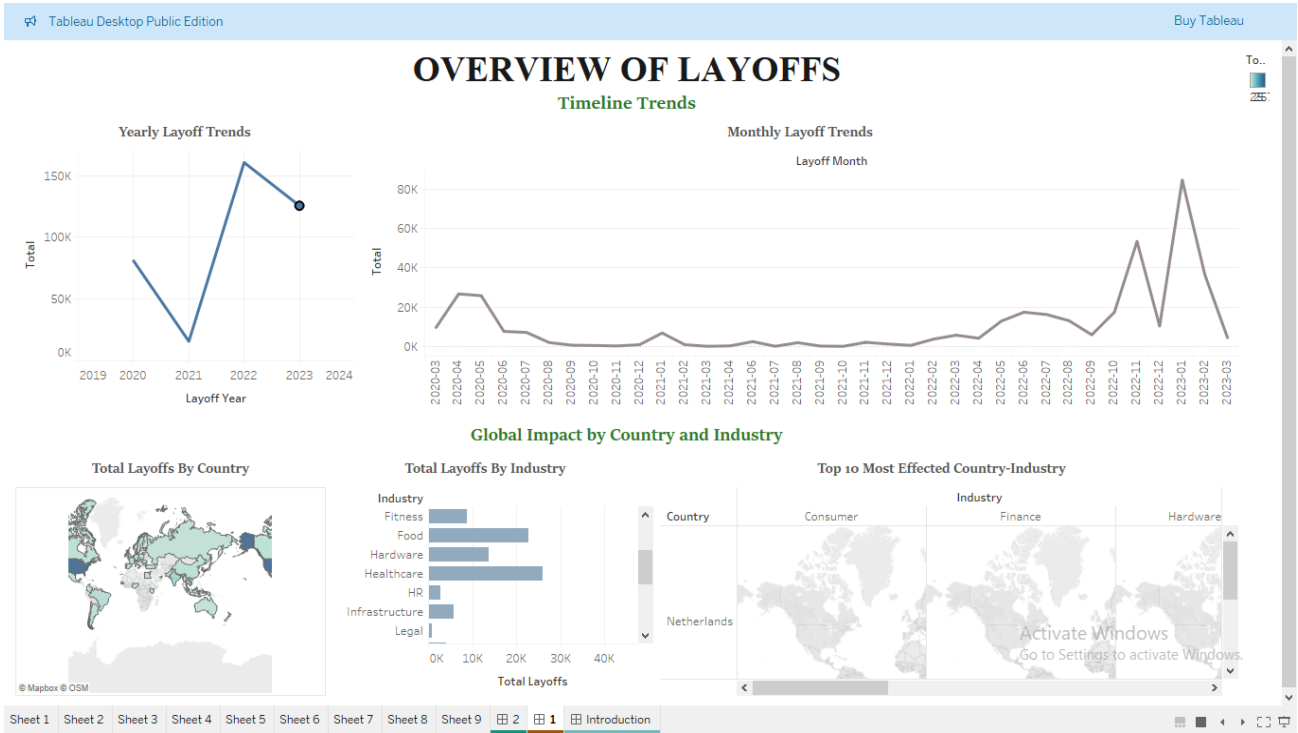 Tableau Desktop Public Edition
Buy Tableau
OVERVIEW OF LAYOFFS
To..
Timeline Trends
Yearly Layoff Trends
150K
100K
50K
0K
Total
2019 2020 2021 2022 2023 2024
Layoff Year
Monthly Layoff Trends
Layoff Month
80K
60K
40K
20K
0K
Total
2020-03 2020-04 2020-05 2020-06 2020-07 2020-08 2020-09 2020-10 2020-11 2020-12 2021-01 2021-02 2021-03 2021-04 2021-06 2021-07 2021-08 2021-09 2021-10 2021-11 2021-12 2022-01 2022-02 2022-03 2022-04 2022-05 2022-06 2022-07 2022-08 2022-09 2022-10 2022-11 2022-12 2023-01 2023-02 2023-03
Global Impact by Country and Industry
Total Layoffs By Country
© Mapbox © OSM
Total Layoffs By Industry
Industry
Fitness
Food
Hardware
Healthcare
HR
Infrastructure
Legal
0K 10K 20K 30K 40K
Total Layoffs
Top 10 Most Effected Country-Industry
Industry
Country Consumer Finance Hardware
Netherlands
Activate Windows
Go to Settings to activate Windows.
Sheet 1 Sheet 2 Sheet 3 Sheet 4 Sheet 5 Sheet 6 Sheet 7 Sheet 8 Sheet 9 2 1 Introduction